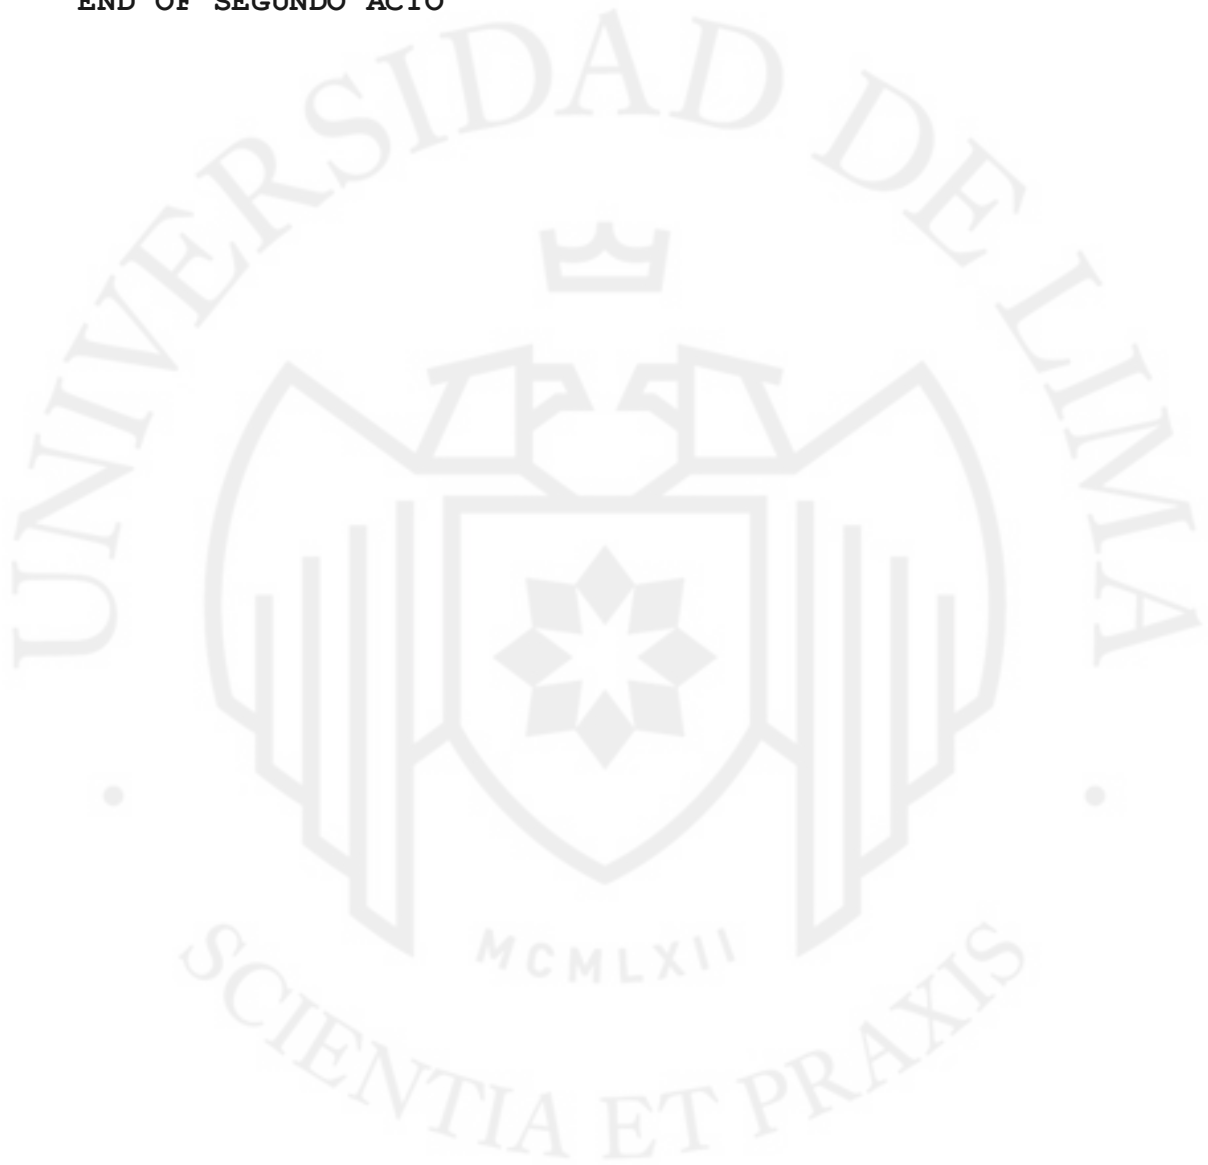 END OF SEGUNDO ACTO
UNIVERSIDAD DE LIMA
MCMLXII
SCIENTIA ET PRAXIS